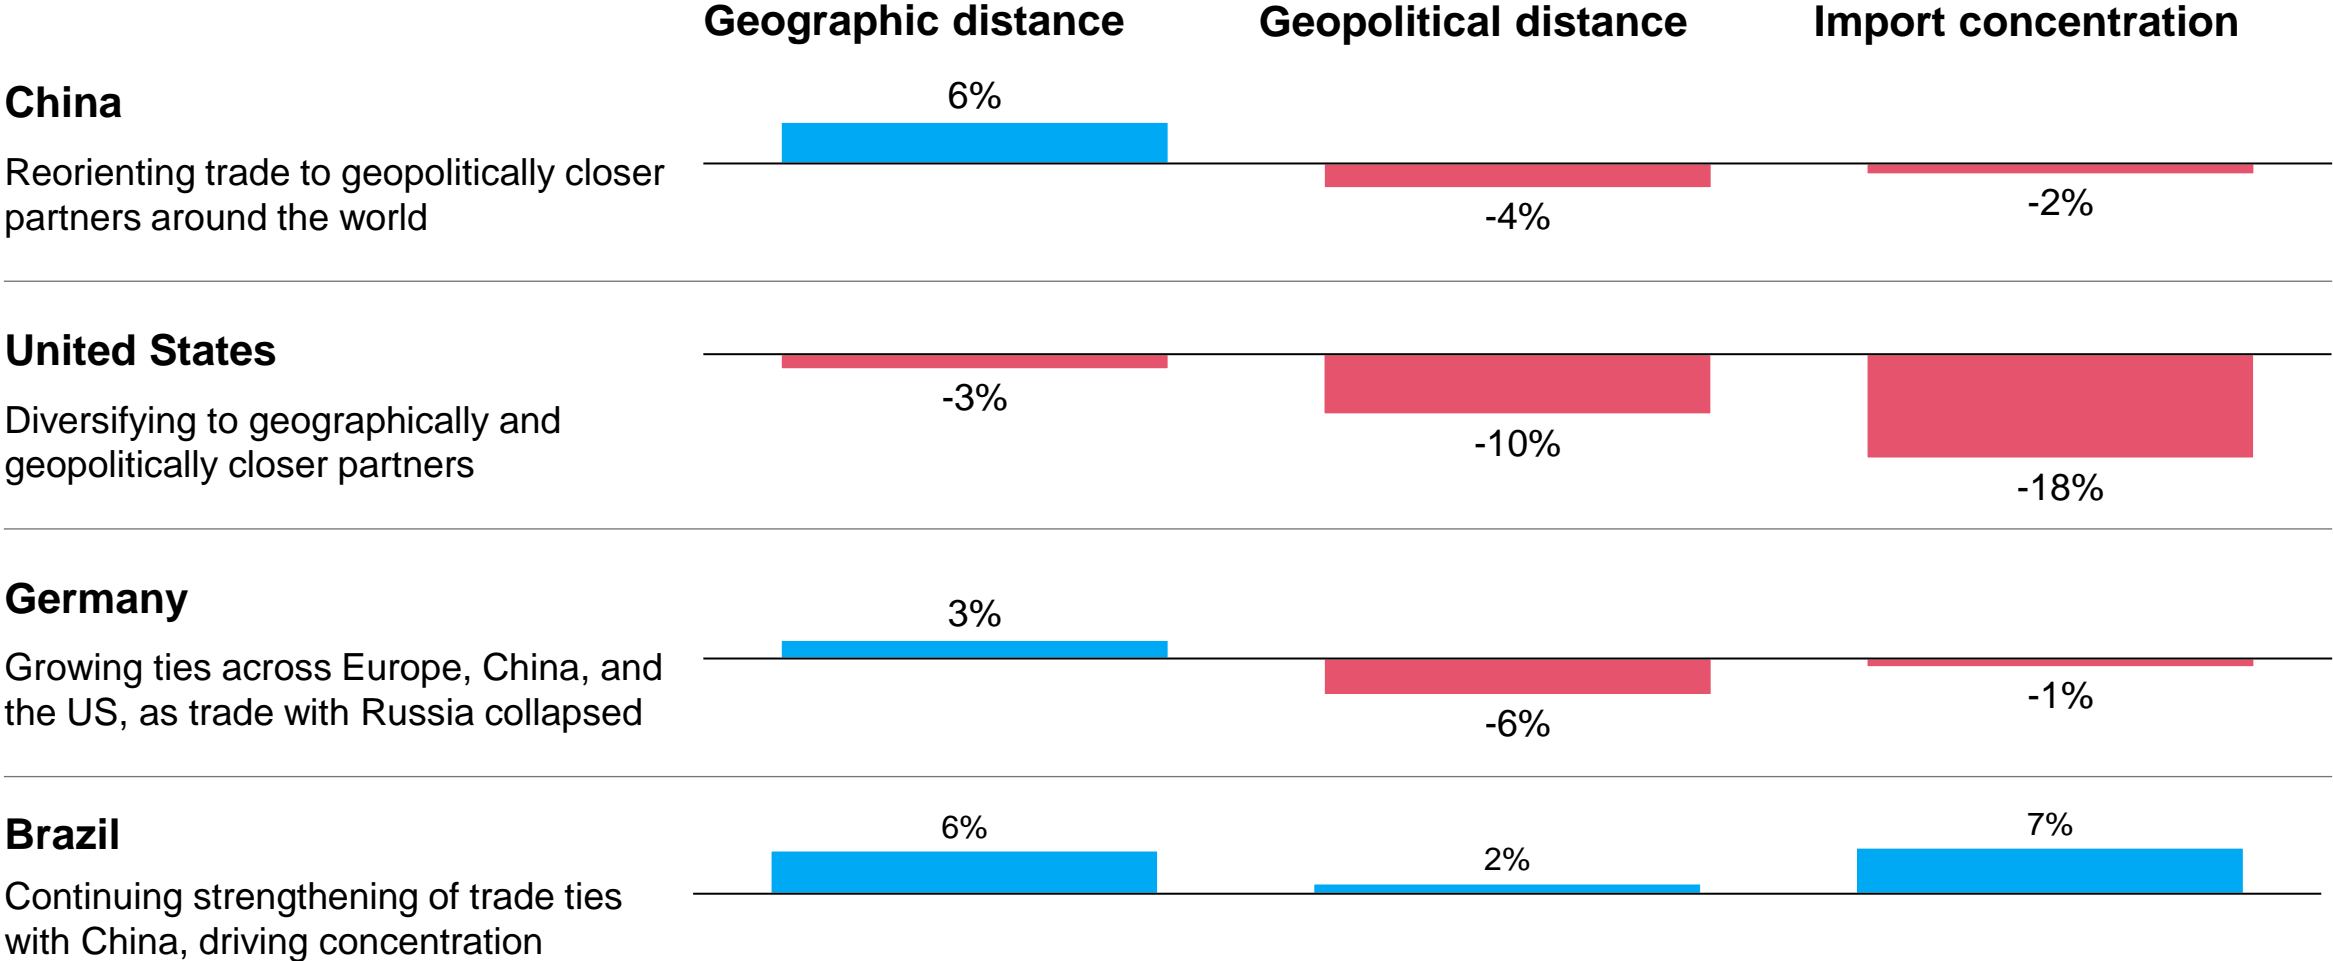 Geographic distance
Geopolitical distance
Import concentration
China
Reorienting trade to geopolitically closer
partners around the world
6%
-4%
-2%
United States
Diversifying to geographically and
geopolitically closer partners
-3%
-10%
-18%
Germany
Growing ties across Europe, China, and
the US, as trade with Russia collapsed
3%
-6%
-1%
Brazil
Continuing strengthening of trade ties
with China, driving concentration
6%
2%
7%